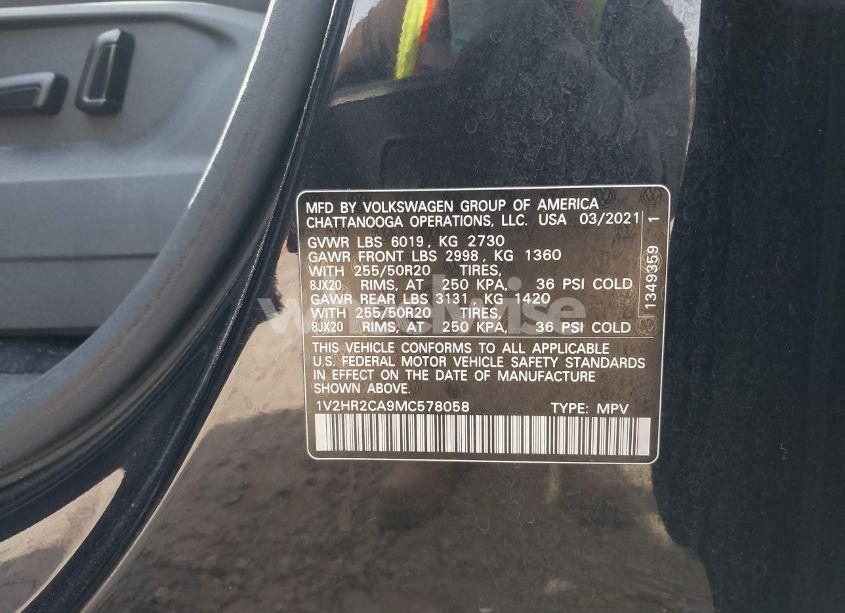 MFD BY VOLKSWAGEN GROUP OF AMERICA
CHATTANOOGA OPERATIONS, LLC. USA 03/2021
GVWR LBS 6019, KG 2730
GAWR FRONT LBS 2998, KG 1360
WITH 255/50R20 TIRES,
8JX20 RIMS, AT 250 KPA, 36 PSI COLD
GAWR REAR LBS 3131, KG 1420
WITH 255/50R20 TIRES,
8JX20 RIMS, AT 250 KPA, 36 PSI COLD
THIS VEHICLE CONFORMS TO ALL APPLICABLE
U.S. FEDERAL MOTOR VEHICLE SAFETY STANDARDS
IN EFFECT ON THE DATE OF MANUFACTURE
SHOWN ABOVE.
1V2HR2CA9MC578058 TYPE: MPV
1349359 1